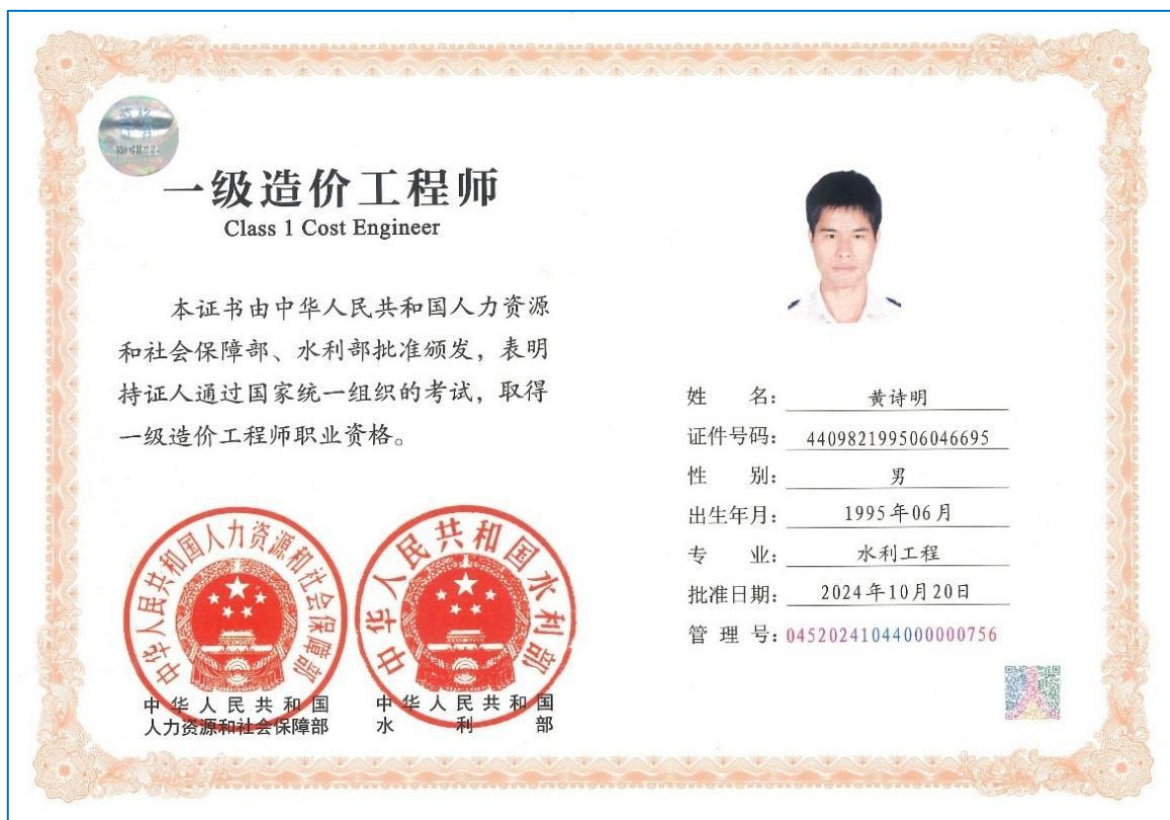 一级造价工程师
Class 1 Cost Engineer
本证书由中华人民共和国人力资源
和社会保障部、水利部批准颁发，表明
持证人通过国家统一组织的考试，取得
一级造价工程师职业资格。
中华人民共和国人力资源和社会保障部
中华人民共和国
人力资源和社会保障部
中华人民共和国水利部
中华人民共和国
水利部
姓名：黄诗明
证件号码：440982199506046695
性别：男
出生年月：1995年06月
专业：水利工程
批准日期：2024年10月20日
管理号：04520241044000000756